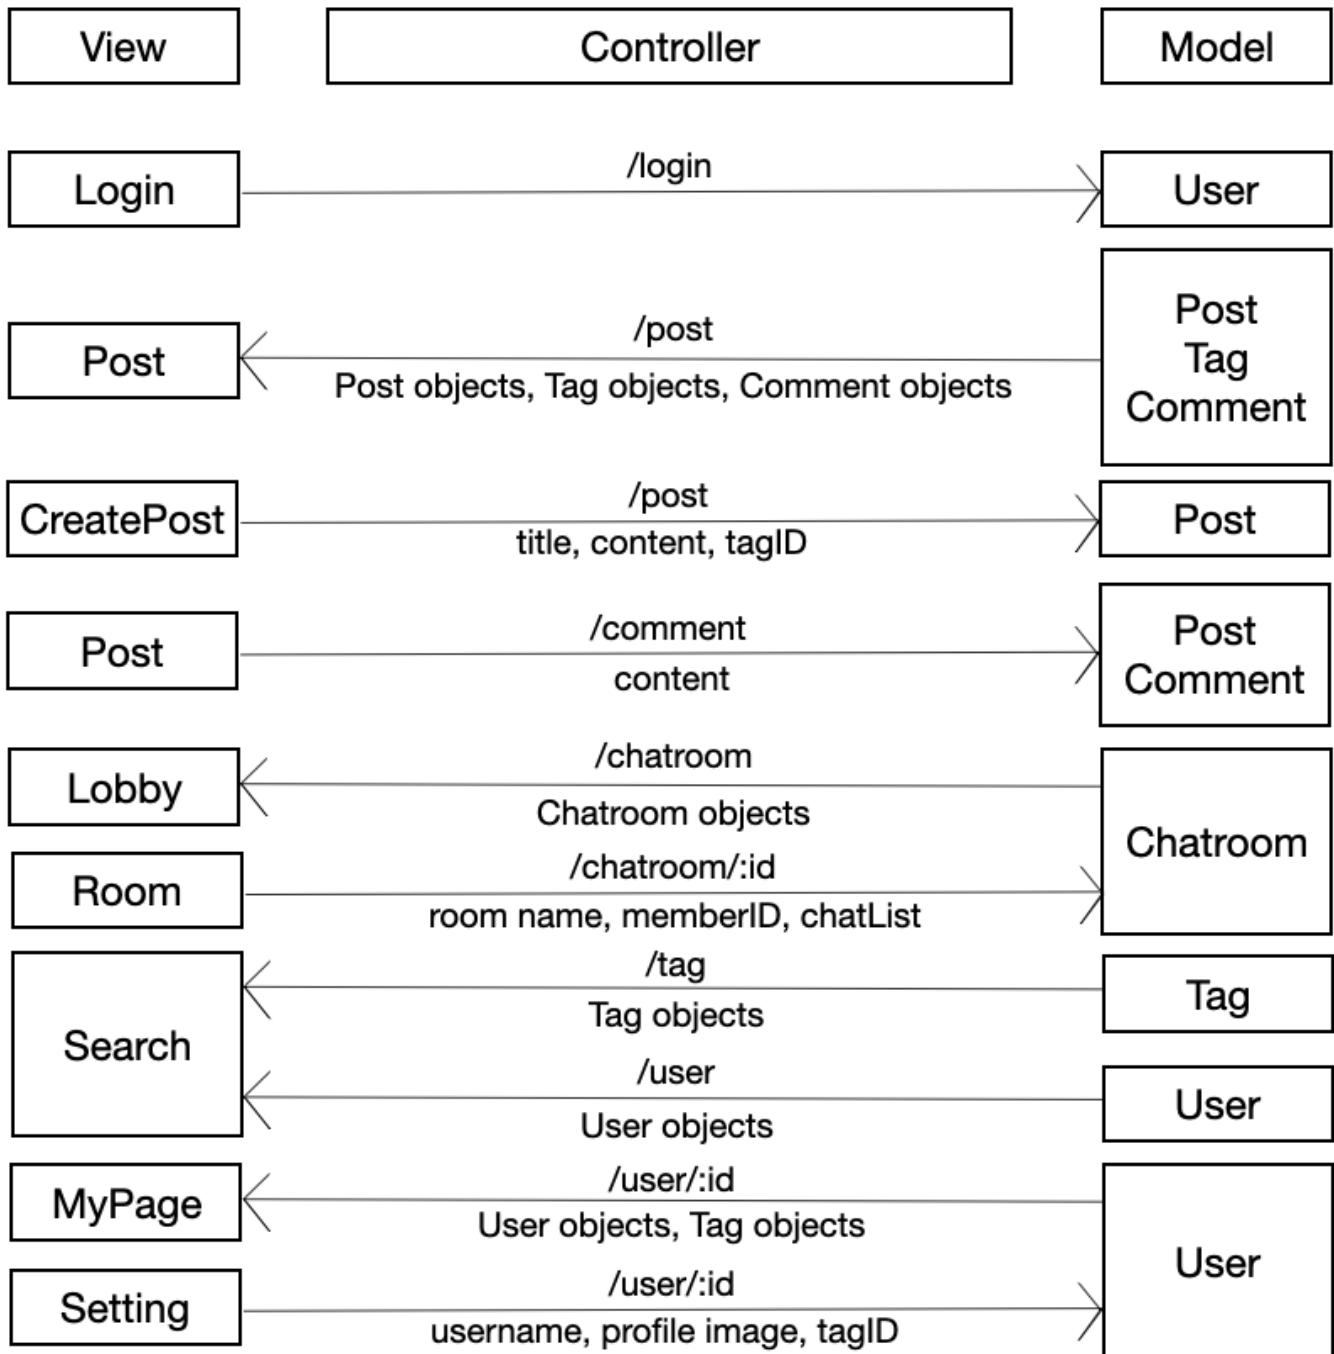 View
Controller
Model
Login
/login
User
Post
/post
Post objects, Tag objects, Comment objects
Post
Tag
Comment
CreatePost
/post
title, content, tagID
Post
Post
/comment
content
Post
Comment
Lobby
/chatroom
Chatroom objects
Chatroom
Room
/chatroom/:id
room name, memberID, chatList
Search
/tag
Tag objects
Tag
/user
User objects
User
MyPage
/user/:id
User objects, Tag objects
User
Setting
/user/:id
username, profile image, tagID